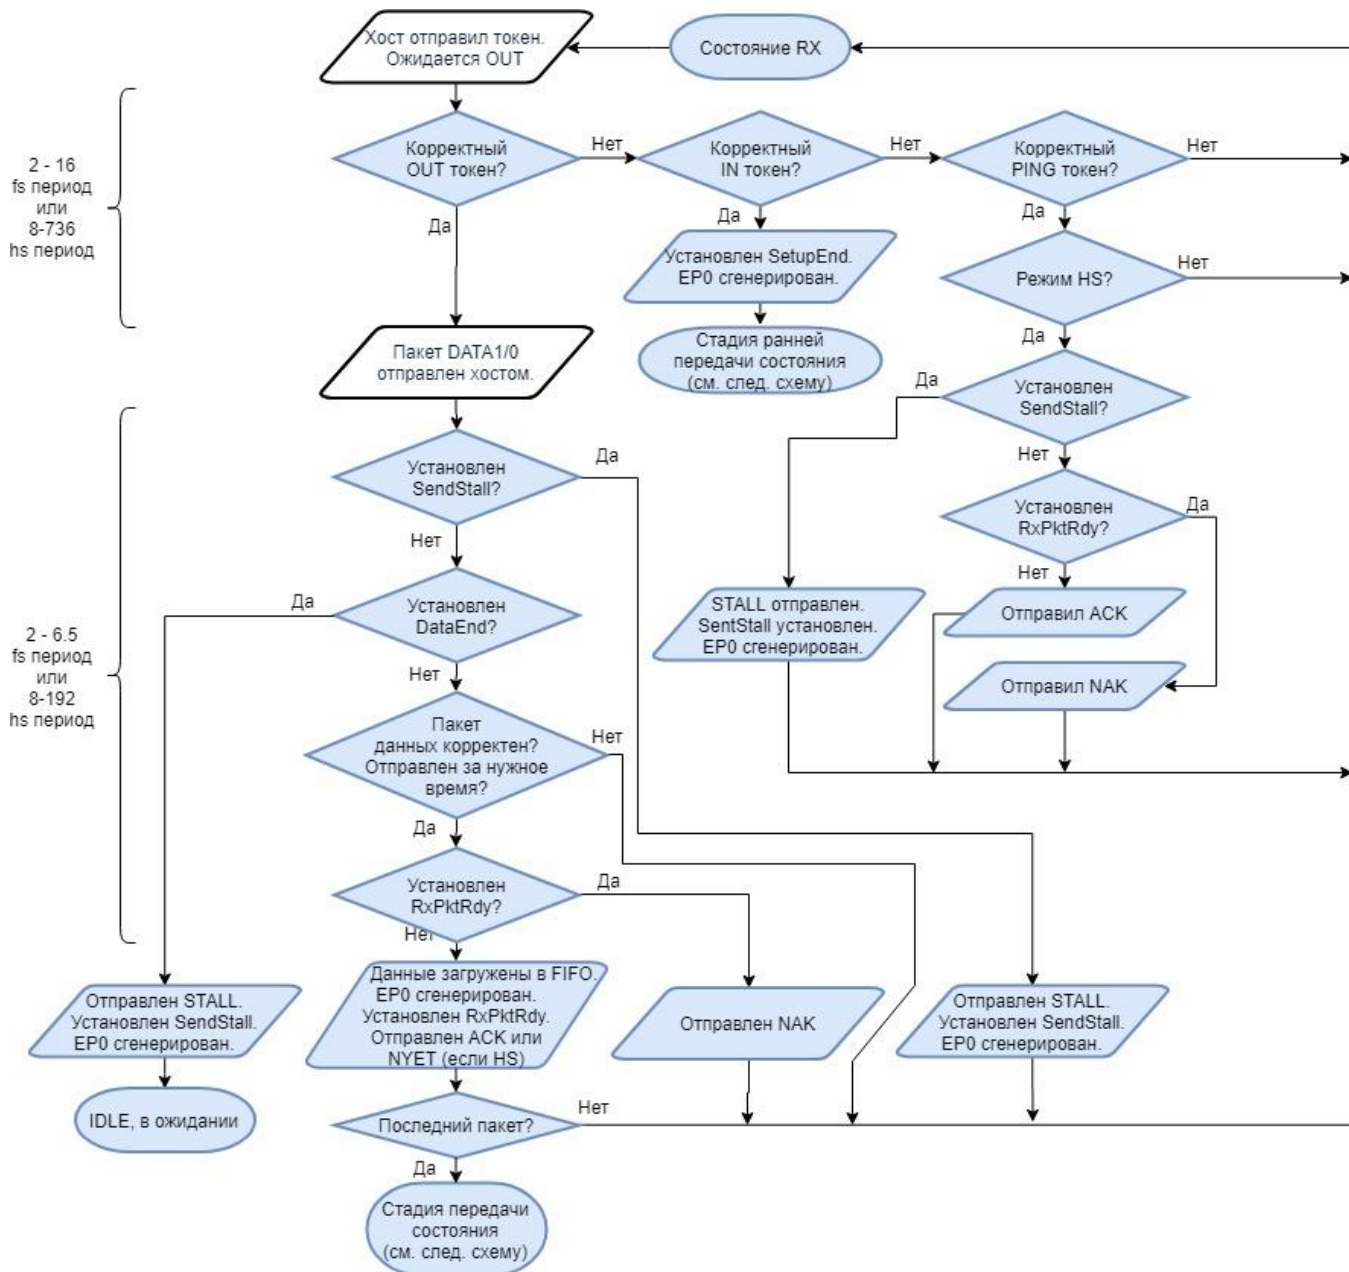 Хост отправил токен.
Ожидается OUT
Состояние RX
2 - 16
fs период
или
8-736
hs период
Корректный
OUT токен?
Нет
Корректный
IN токен?
Нет
Корректный
PING токен?
Нет
Да
Да
Да
Установлен SetupEnd.
EP0 сгенерирован.
Режим HS?
Нет
Пакет DATA1/0
отправлен хостом.
Стадия ранней
передачи состояния
(см. след. схему)
Да
Да
Установлен
SendStall?
Нет
Установлен
SendStall?
Да
Нет
Установлен
RxPktRdy?
Да
Нет
2 - 6.5
fs период
или
8-192
hs период
Да
Установлен
DataEnd?
Нет
STALL отправлен.
SentStall установлен.
EP0 сгенерирован.
Отправил ACK
Отправил NAK
Пакет
данных корректен?
Отправлен за нужное
время?
Нет
Да
Установлен
RxPktRdy?
Да
Нет
Отправлен STALL.
Установлен SendStall.
EP0 сгенерирован.
Данные загружены в FIFO.
EP0 сгенерирован.
Установлен RxPktRdy.
Отправлен ACK или
NYET (если HS)
Отправлен NAK
Отправлен STALL.
Установлен SendStall.
EP0 сгенерирован.
IDLE, в ожидании
Последний пакет?
Нет
Да
Стадия передачи
состояния
(см. след. схему)